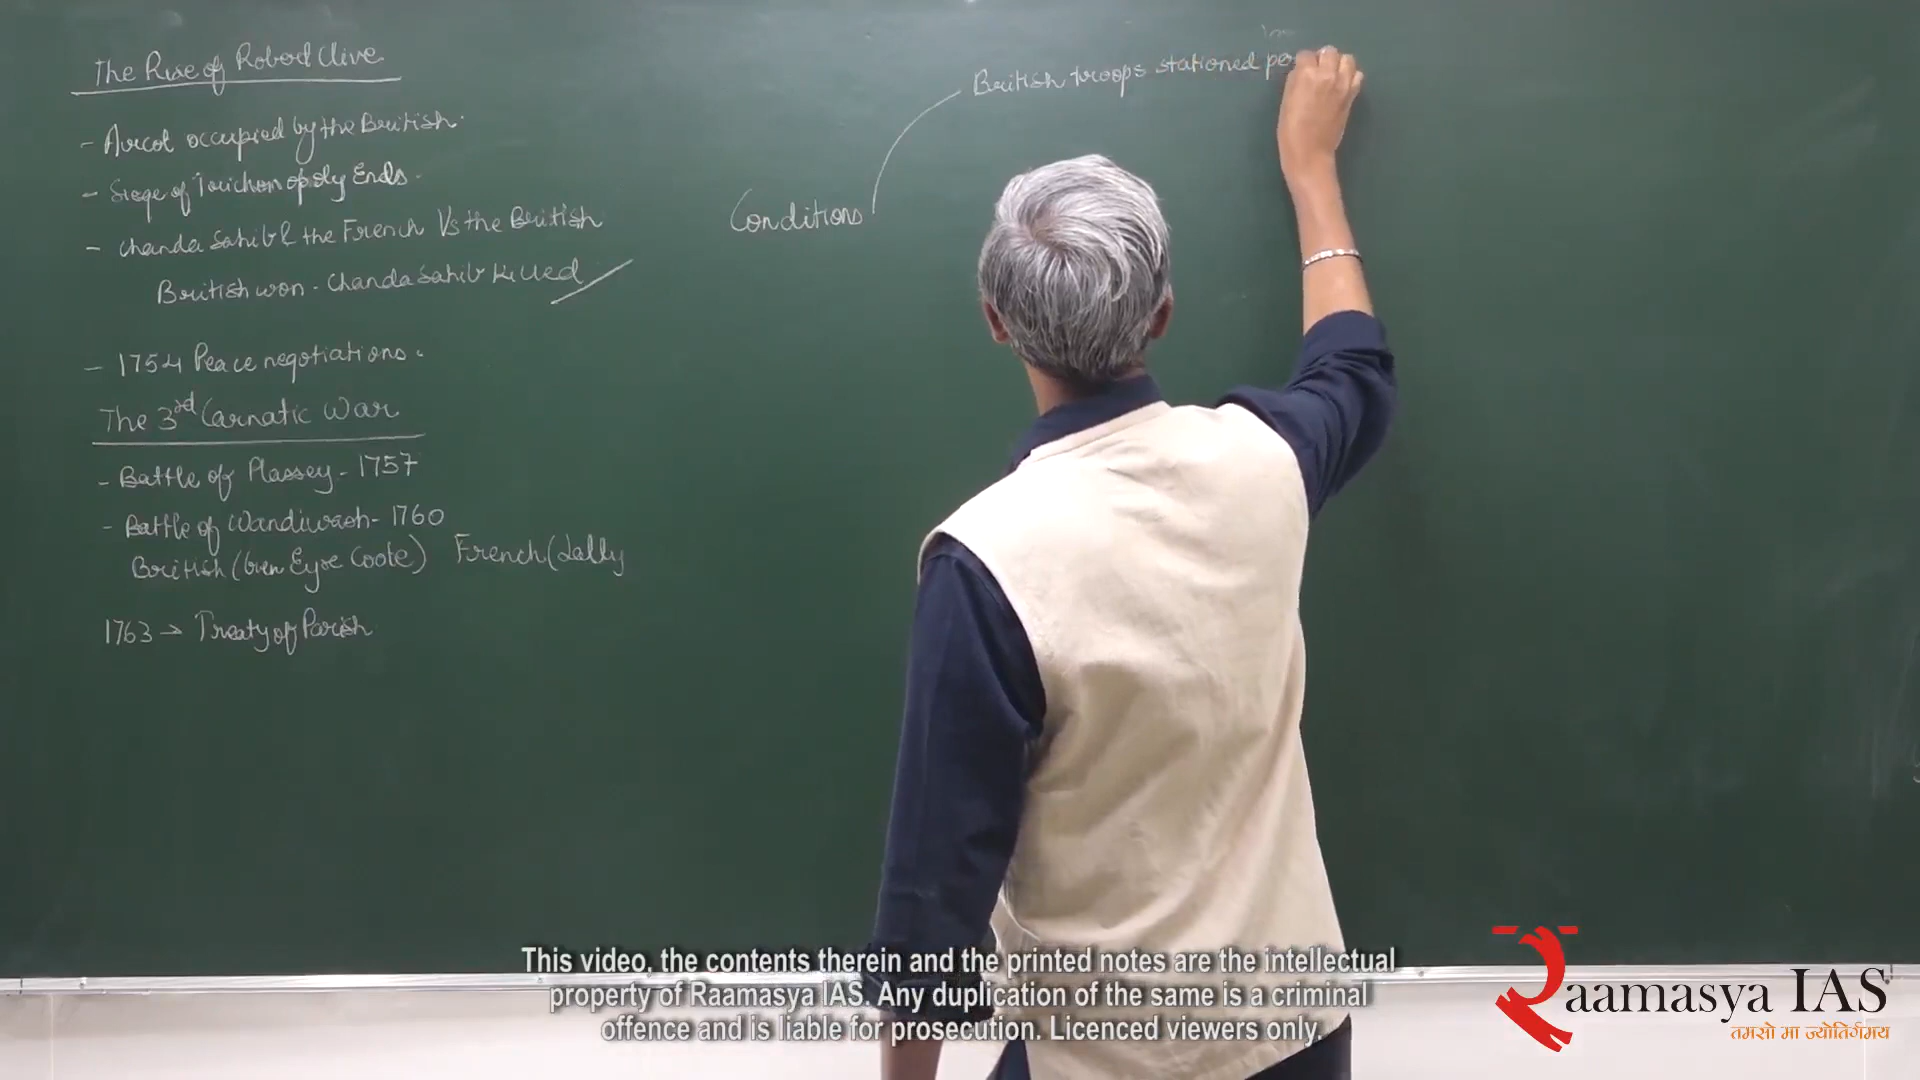 The Rise of Robert Clive
- Arcot occupied by the British.
- Siege of Trichonopoly Ends.
- Chanda Sahib & the French Vs the British
British won - Chanda Sahib Killed
- 1754 Peace negotiations.
The 3rd Carnatic War
- Battle of Plassey - 1757
- Battle of Wandiwash - 1760
British (Gen Eyre Coote) French (Lally
1763 → Treaty of Parish
Conditions
British troops stationed pe
This video, the contents therein and the printed notes are the intellectual
property of Raamasya IAS. Any duplication of the same is a criminal
offence and is liable for prosecution. Licenced viewers only.
Raamasya IAS
तमसो मा ज्योतिर्गमय